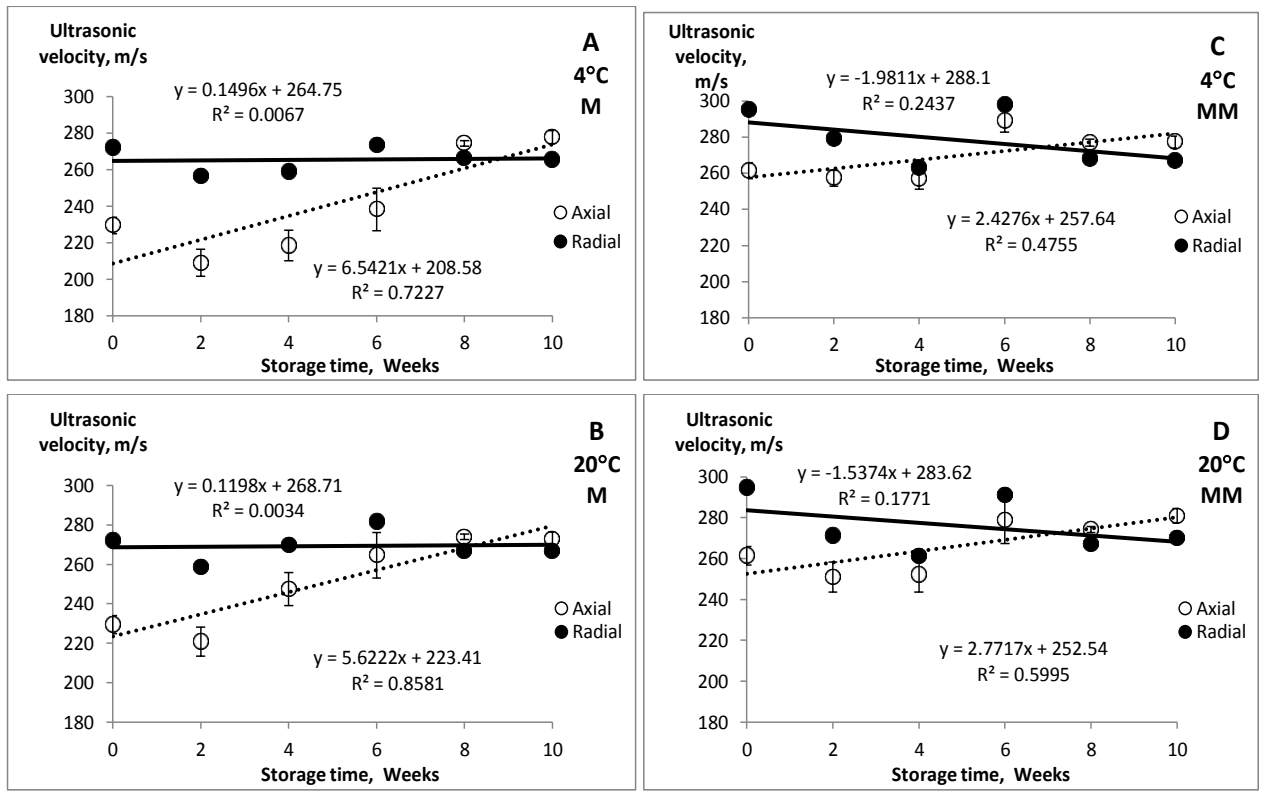 Ultrasonic
velocity, m/s
A
4°C
M
y = 0.1496x + 264.75
R² = 0.0067
300
280
260
240
220
200
180
y = 6.5421x + 208.58
R² = 0.7227
Axial
Radial
0 2 4 6 8 10
Storage time, Weeks
Ultrasonic
velocity,
m/s
C
4°C
MM
y = -1.9811x + 288.1
R² = 0.2437
300
280
260
240
220
200
180
y = 2.4276x + 257.64
R² = 0.4755
Axial
Radial
0 2 4 6 8 10
Storage time, Weeks
Ultrasonic
velocity, m/s
B
20°C
M
y = 0.1198x + 268.71
R² = 0.0034
300
280
260
240
220
200
180
y = 5.6222x + 223.41
R² = 0.8581
Axial
Radial
0 2 4 6 8 10
Storage time, Weeks
Ultrasonic
velocity, m/s
D
20°C
MM
y = -1.5374x + 283.62
R² = 0.1771
300
280
260
240
220
200
180
y = 2.7717x + 252.54
R² = 0.5995
Axial
Radial
0 2 4 6 8 10
Storage time, Weeks